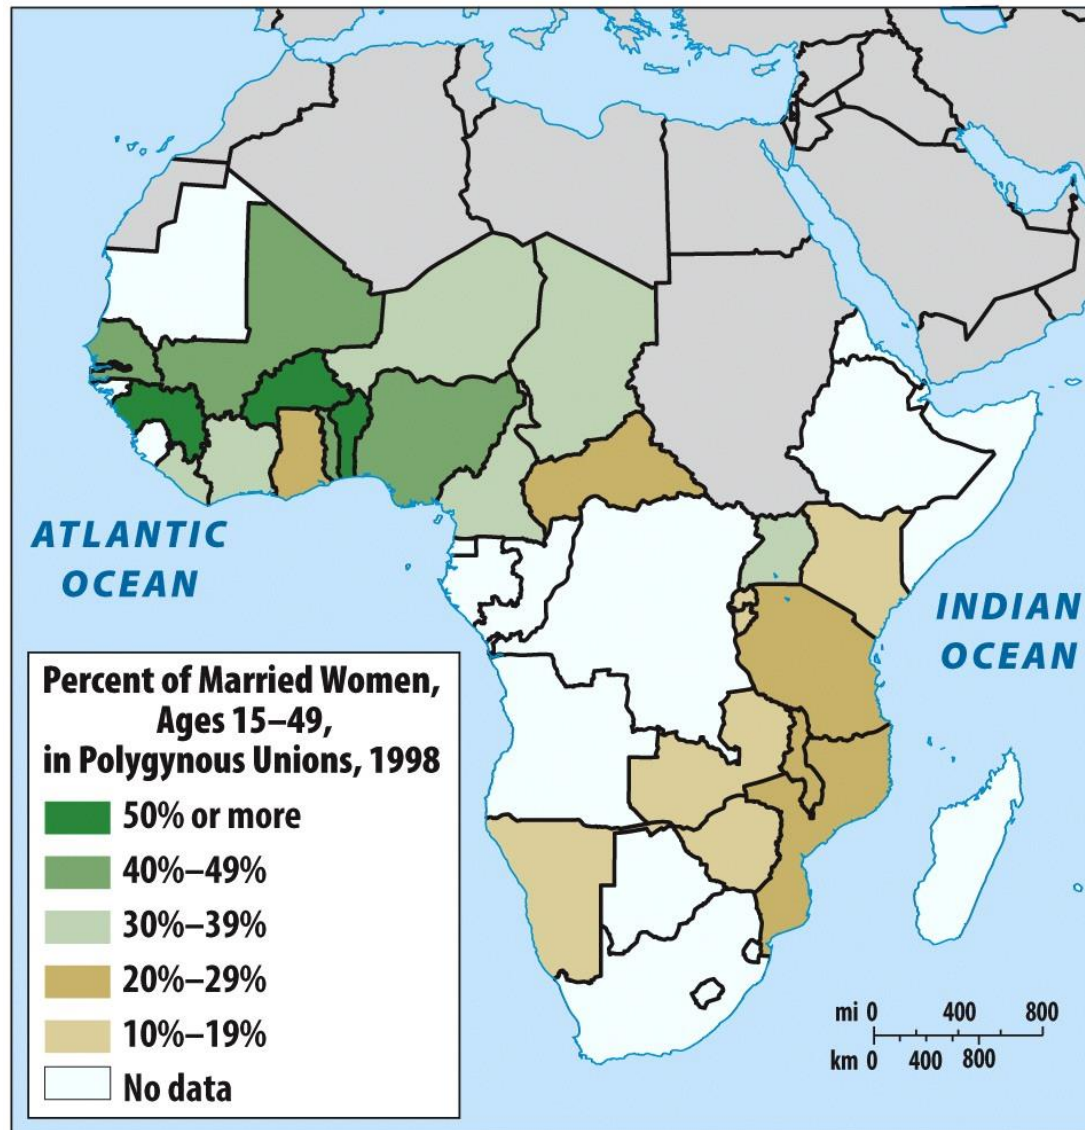 ATLANTIC
OCEAN
INDIAN
OCEAN
Percent of Married Women,
Ages 15–49,
in Polygynous Unions, 1998
50% or more
40%–49%
30%–39%
20%–29%
10%–19%
No data
mi 0 400 800
km 0 400 800